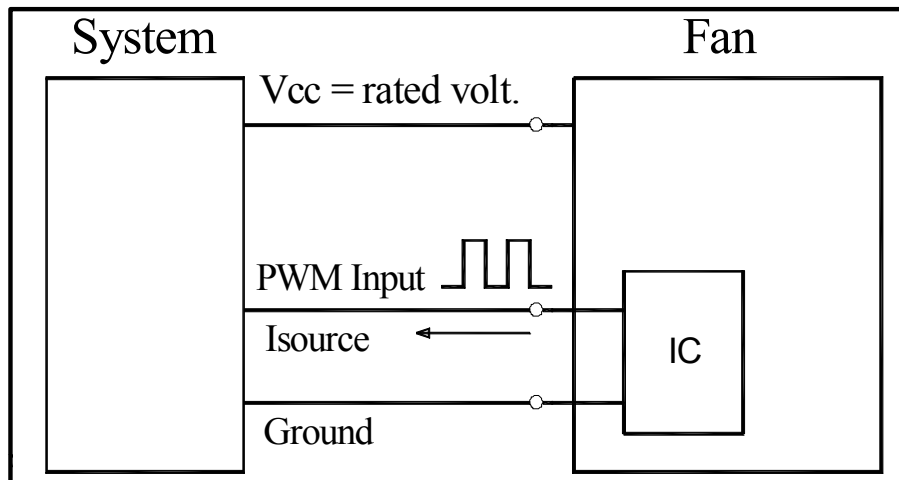 System
Fan
Vcc = rated volt.
PWM Input
Isource
IC
Ground